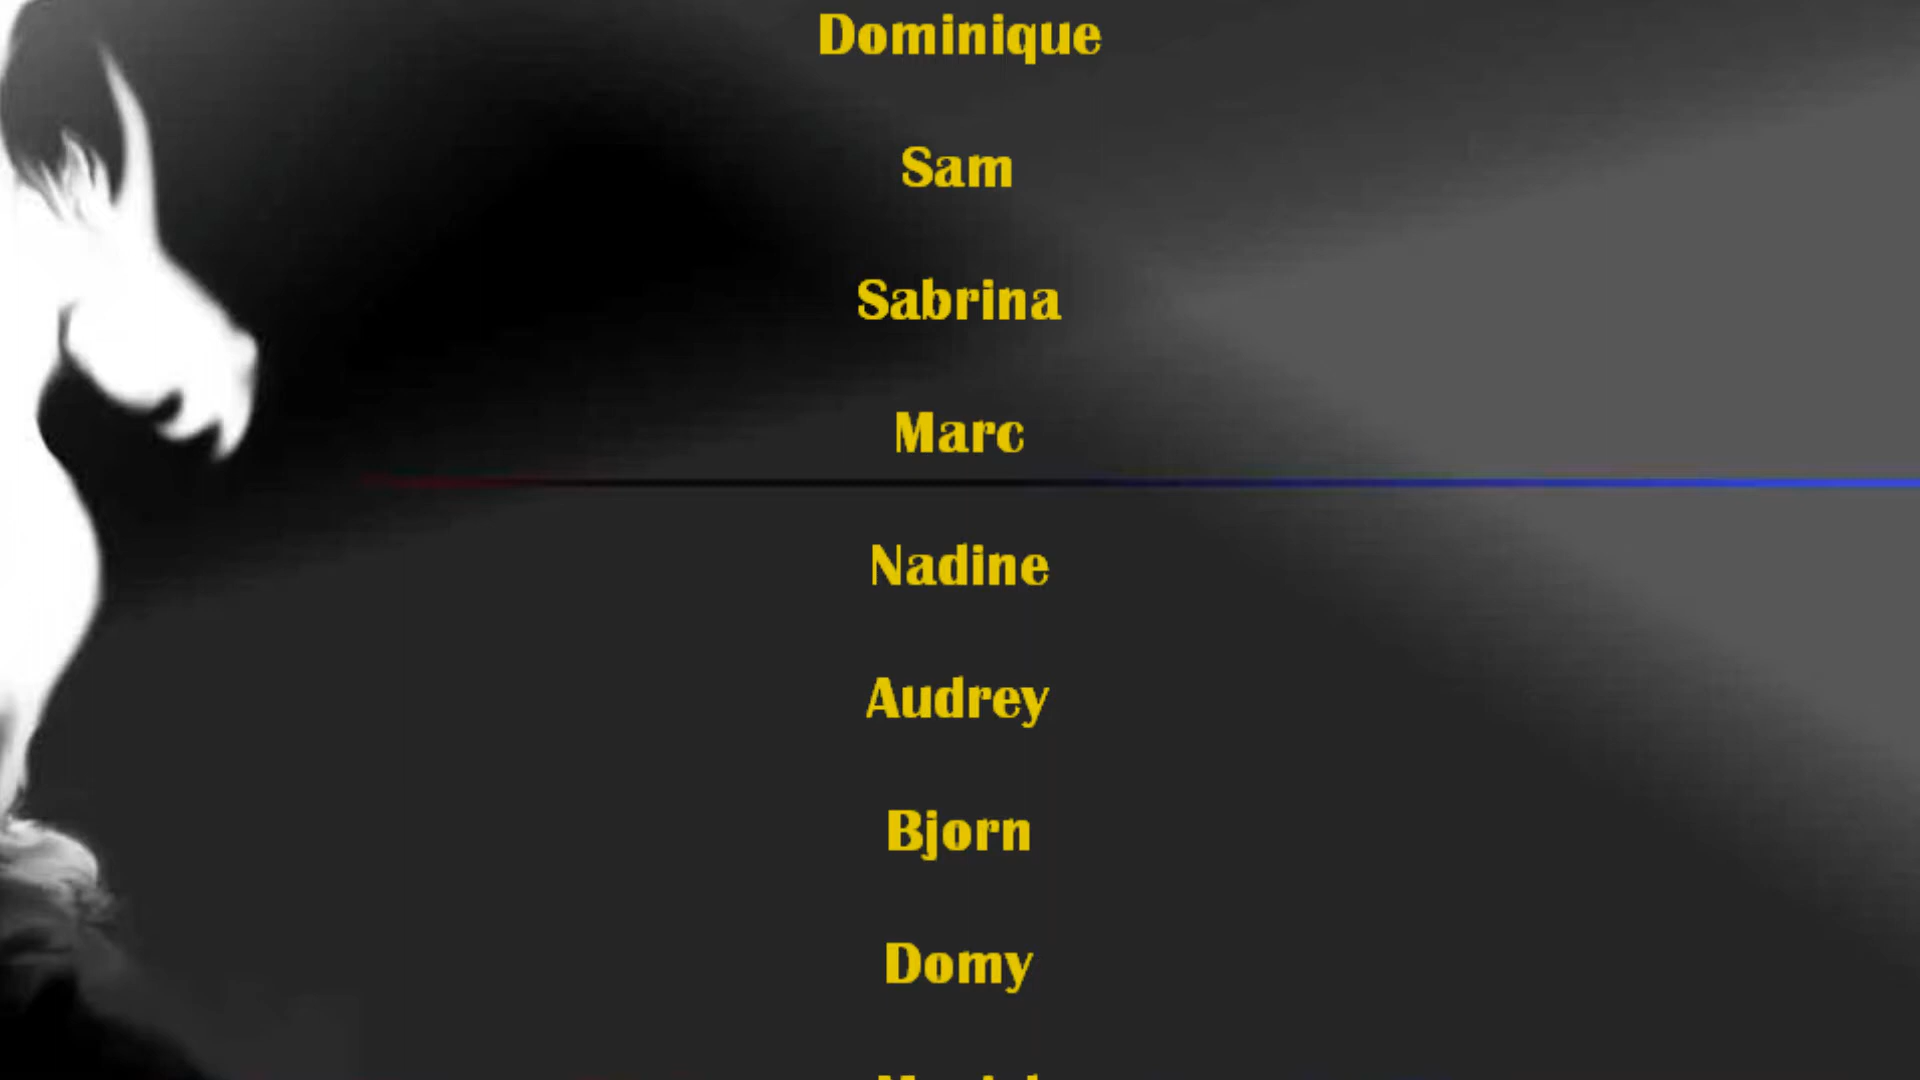 Dominique
Sam
Sabrina
Marc
Nadine
Audrey
Bjorn
Domy